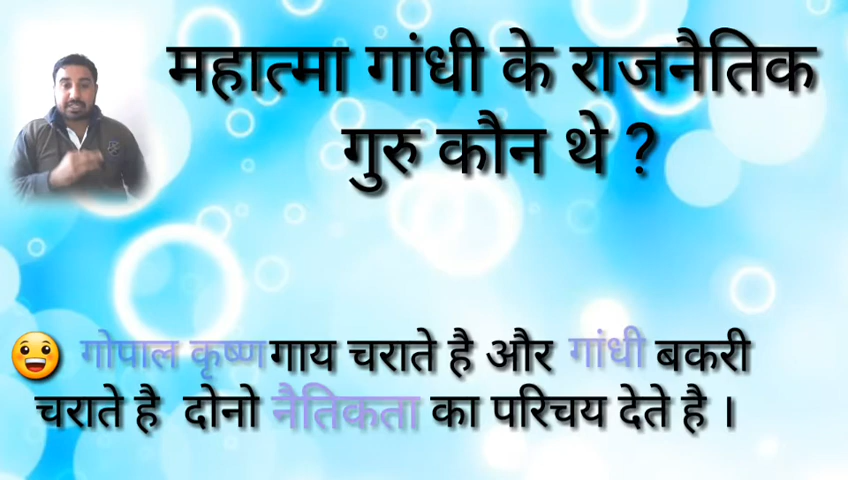 महात्मा गांधी के राजनैतिक
गुरु कौन थे ?
गोपाल कृष्ण गाय चराते है और गांधी बकरी
चराते है दोनो नैतिकता का परिचय देते है ।